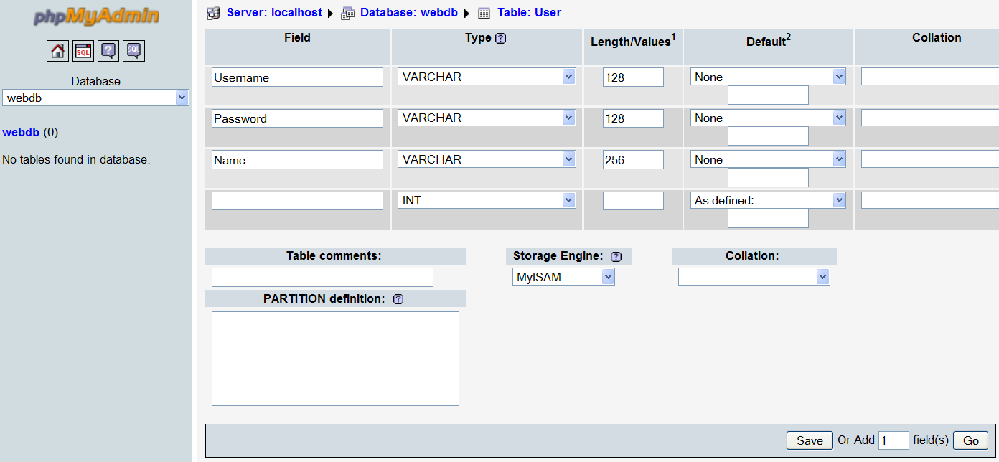 phpMyAdmin
SQL
?
SQL
Database
webdb
webdb (0)
No tables found in database.
Server: localhost Database: webdb Table: User
Field Type ? Length/Values1 Default2 Collation
Username VARCHAR 128 None
Password VARCHAR 128 None
Name VARCHAR 256 None
INT As defined:
Table comments: Storage Engine: ? Collation:
MyISAM
PARTITION definition: ?
Save Or Add 1 field(s) Go